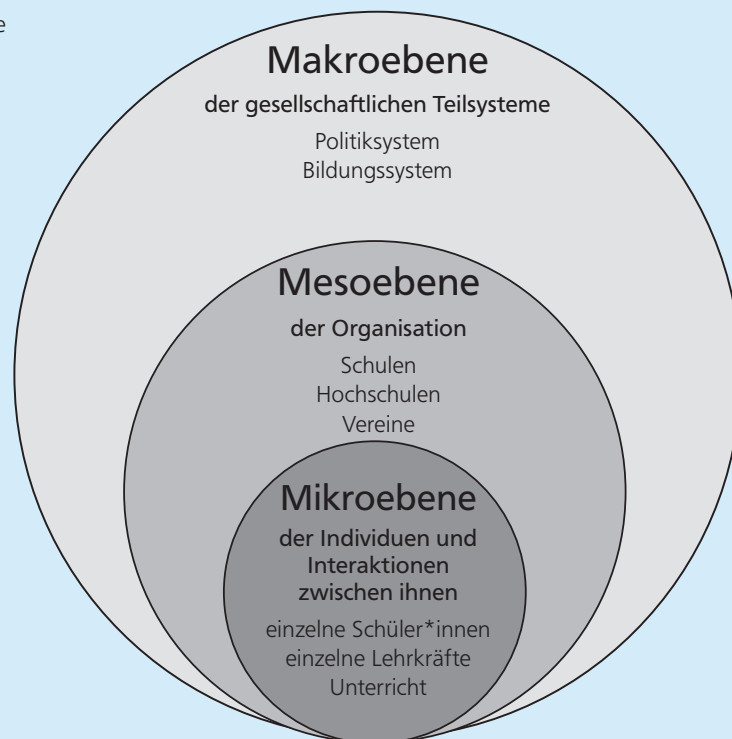 e
Makroebene
der gesellschaftlichen Teilsysteme
Politiksystem
Bildungssystem
Mesoebene
der Organisation
Schulen
Hochschulen
Vereine
Mikroebene
der Individuen und
Interaktionen
zwischen ihnen
einzelne Schüler*innen
einzelne Lehrkräfte
Unterricht